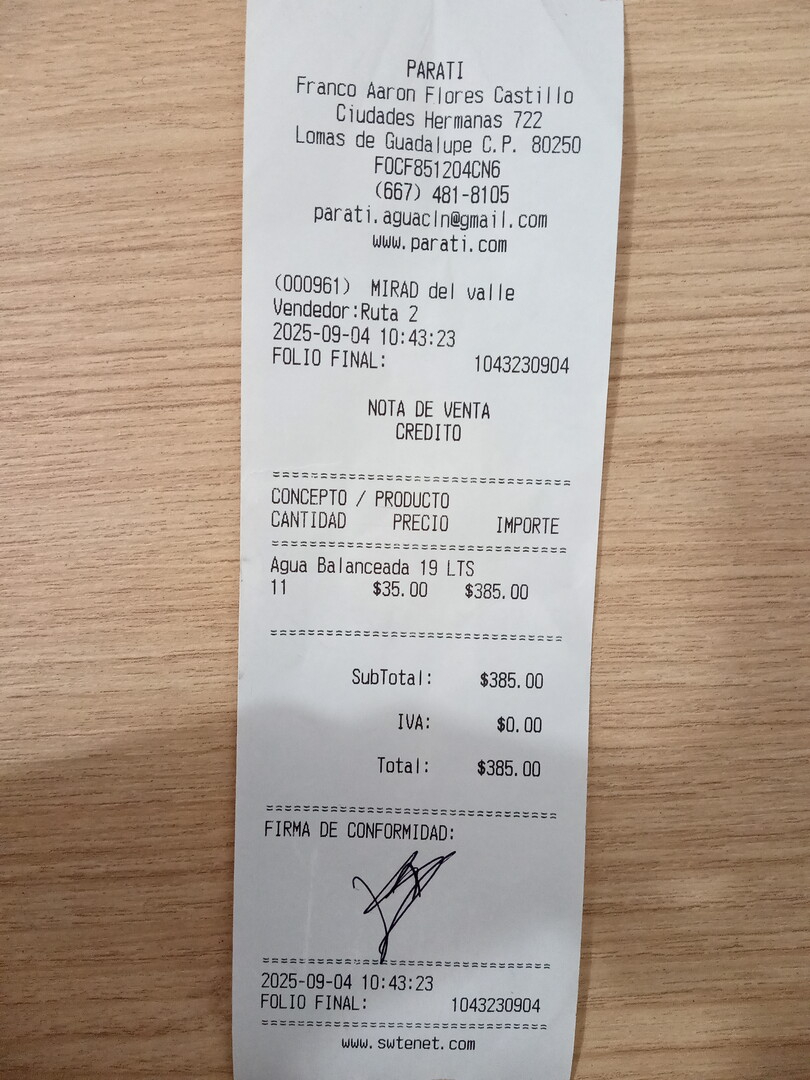 PARATI
Franco Aaron Flores Castillo
Ciudades Hermanas 722
Lomas de Guadalupe C.P. 80250
FOCF851204CN6
(667) 481-8105
parati.aguacln@gmail.com
www.parati.com
(000961) MIRAD del valle
Vendedor:Ruta 2
2025-09-04 10:43:23
FOLIO FINAL: 1043230904
NOTA DE VENTA
CREDITO
================================
CONCEPTO / PRODUCTO
CANTIDAD PRECIO IMPORTE
================================
Agua Balanceada 19 LTS
11 $35.00 $385.00
================================
SubTotal: $385.00
IVA: $0.00
Total: $385.00
================================
FIRMA DE CONFORMIDAD:
================================
2025-09-04 10:43:23
FOLIO FINAL: 1043230904
================================
www.swtenet.com